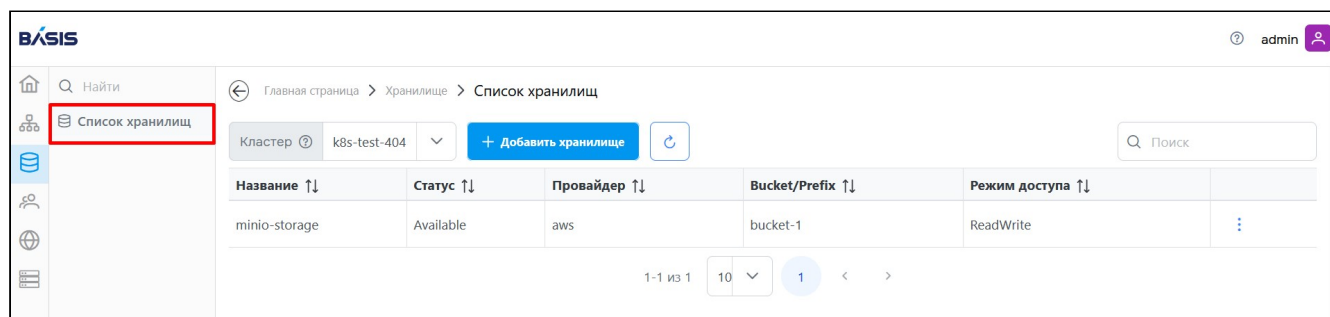 BASIS
admin
Найти
Список хранилищ
Главная страница > Хранилище > Список хранилищ
Кластер k8s-test-404 + Добавить хранилище Поиск
Название Статус Провайдер Bucket/Prefix Режим доступа
minio-storage Available aws bucket-1 ReadWrite
1-1 из 1 10 1 < >